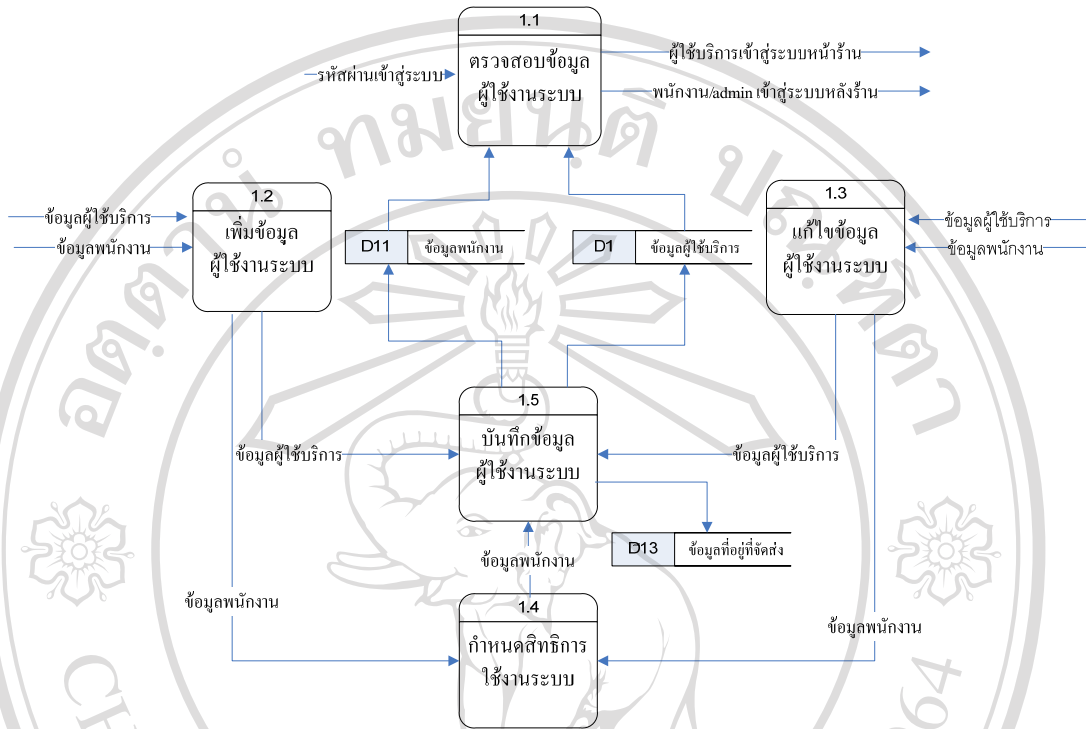 1.1
ตรวจสอบข้อมูล
ผู้ใช้งานระบบ
รหัสผ่านเข้าสู่ระบบ
ผู้ใช้บริการเข้าสู่ระบบหน้าร้าน
พนักงาน/admin เข้าสู่ระบบหลังร้าน
1.2
เพิ่มข้อมูล
ผู้ใช้งานระบบ
ข้อมูลผู้ใช้บริการ
ข้อมูลพนักงาน
D11 ข้อมูลพนักงาน
D1 ข้อมูลผู้ใช้บริการ
1.3
แก้ไขข้อมูล
ผู้ใช้งานระบบ
ข้อมูลผู้ใช้บริการ
ข้อมูลพนักงาน
1.5
บันทึกข้อมูล
ผู้ใช้งานระบบ
ข้อมูลผู้ใช้บริการ
ข้อมูลผู้ใช้บริการ
D13 ข้อมูลที่อยู่ที่จัดส่ง
ข้อมูลพนักงาน
ข้อมูลพนักงาน
ข้อมูลพนักงาน
1.4
กำหนดสิทธิการ
ใช้งานระบบ